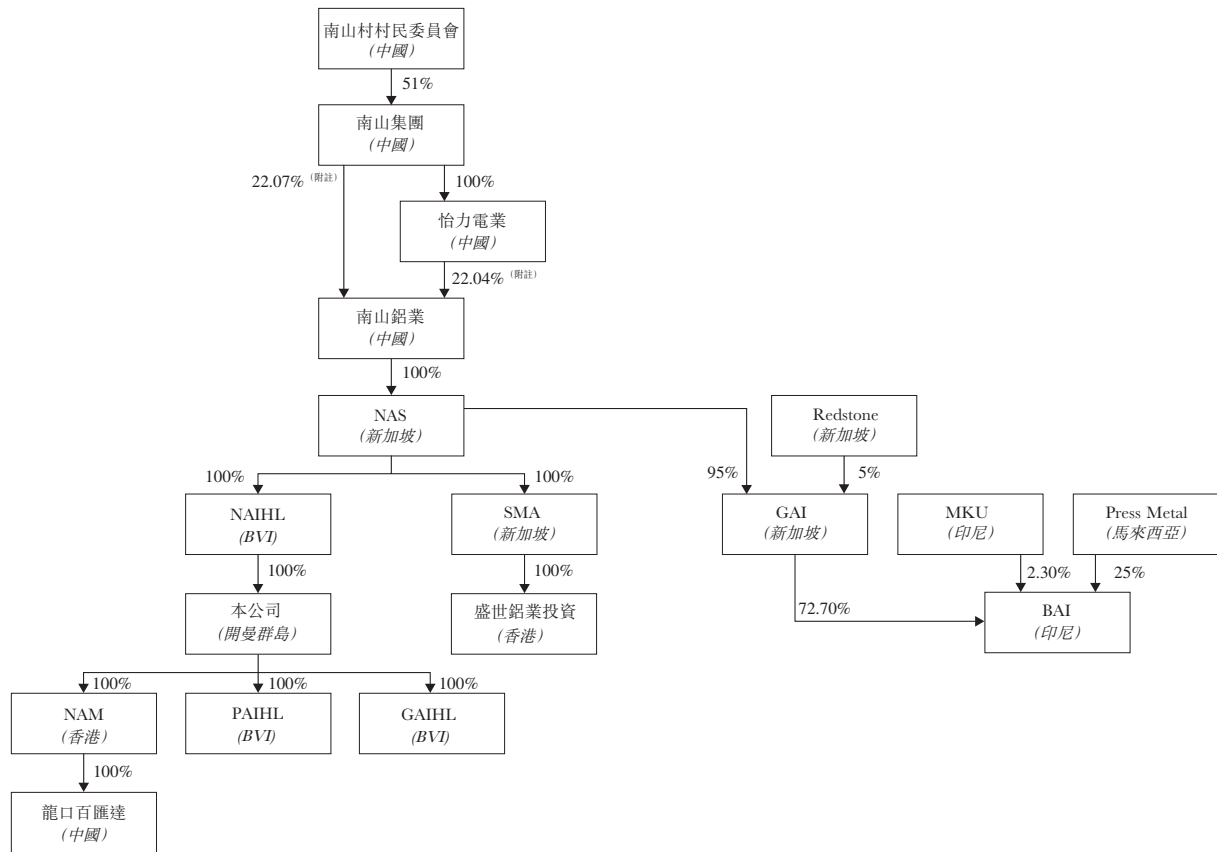 南山村村民委員會
(中國)
51%
南山集團
(中國)
22.07% (附註)
100%
怡力電業
(中國)
22.04% (附註)
南山鋁業
(中國)
100%
NAS
(新加坡)
Redstone
(新加坡)
100%
100%
95%
5%
NAIHL
(BVI)
SMA
(新加坡)
GAI
(新加坡)
MKU
(印尼)
Press Metal
(馬來西亞)
100%
100%
2.30%
25%
本公司
(開曼群島)
盛世鋁業投資
(香港)
72.70%
BAI
(印尼)
100%
100%
100%
NAM
(香港)
PAIHL
(BVI)
GAIHL
(BVI)
100%
龍口百匯達
(中國)